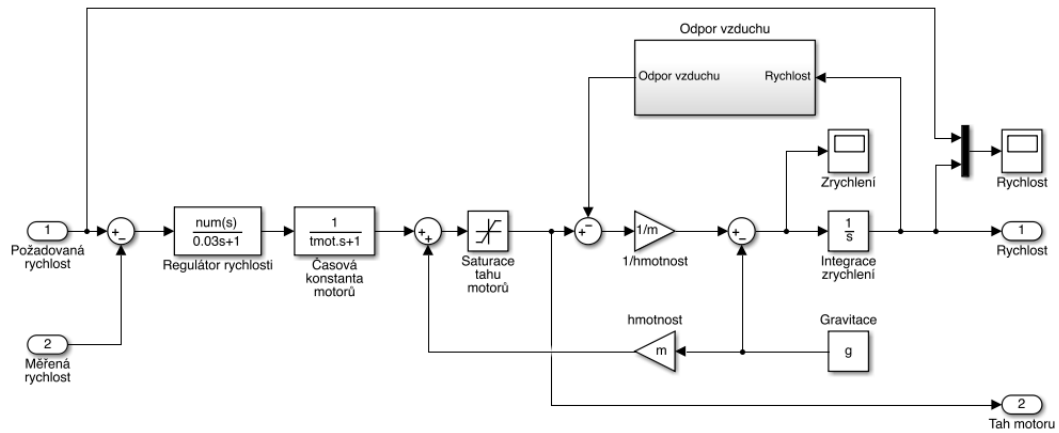 Odpor vzduchu
Odpor vzduchu
Rychlost
Zrychlení
Rychlost
1
Požadovaná
rychlost
+
−
num(s)
0.03s+1
Regulátor rychlosti
1
tmot.s+1
Časová
konstanta
motorů
+
+
Saturace
tahu
motorů
+
−
1/m
1/hmotnost
+
−
1
s
Integrace
zrychlení
1
Rychlost
2
Měřená
rychlost
hmotnost
m
Gravitace
g
2
Tah motoru